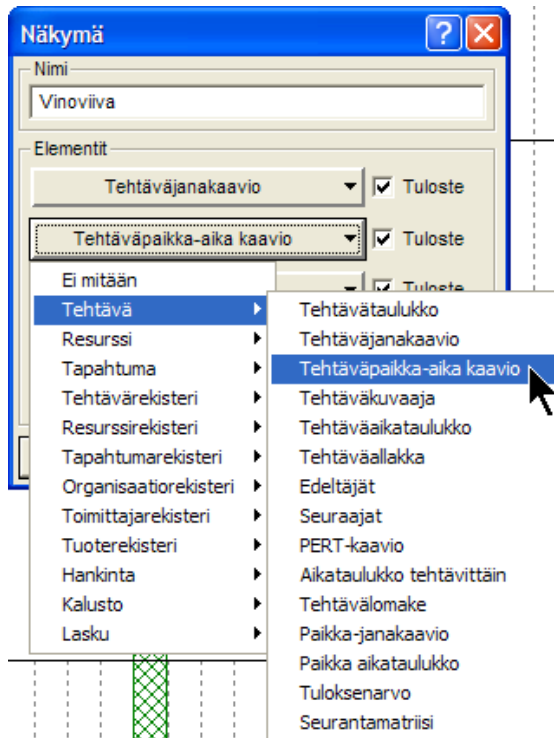 Näkymä
Nimi
Vinoviiva
Elementit
Tehtäväjanakaavio
Tuloste
Tehtäväpaikka-aika kaavio
Tuloste
Tuloste
Ei mitään
Tehtävä
Resurssi
Tapahtuma
Tehtävärekisteri
Resurssirekisteri
Tapahtumarekisteri
Organisaatiorekisteri
Toimittajarekisteri
Tuoterekisteri
Hankinta
Kalusto
Lasku
Tehtävätaulukko
Tehtäväjanakaavio
Tehtäväpaikka-aika kaavio
Tehtäväkuvaaja
Tehtäväaikataulukko
Tehtäväallakka
Edeltäjät
Seuraajat
PERT-kaavio
Aikataulukko tehtävittäin
Tehtävälomake
Paikka-janakaavio
Paikka aikataulukko
Tuloksenarvo
Seurantamatriisi